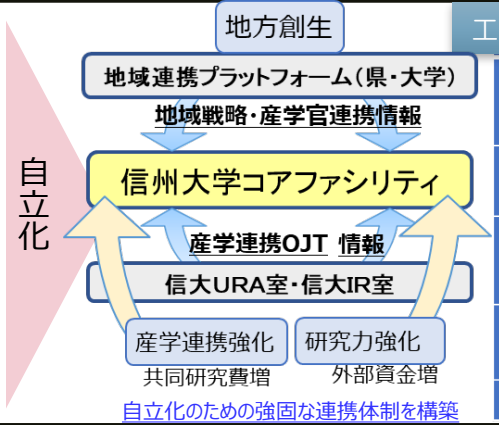 地方創生
工
地域連携プラットフォーム(県・大学)
地域戦略・産学官連携情報
自立化
信州大学コアファシリティ
産学連携OJT 情報
信大URA室・信大IR室
産学連携強化
研究力強化
共同研究費増
外部資金増
自立化のための強固な連携体制を構築